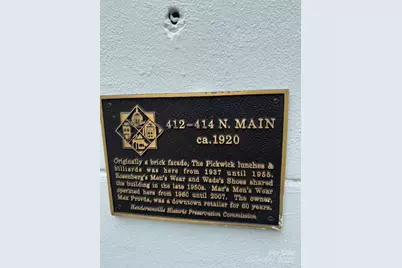 412-414 N. MAIN
ca.1920
Originally a brick facade, The Pickwick lunches &
billiards was here from 1937 until 1955.
Rosenberg's Men's Wear and Wade's Shoes shared
the building in the late 1950s. Mar's Men's Wear
operated here from 1960 until 2007. The owner,
Max Provda, was a downtown retailer for 60 years.
Hendersonville Historic Preservation Commission